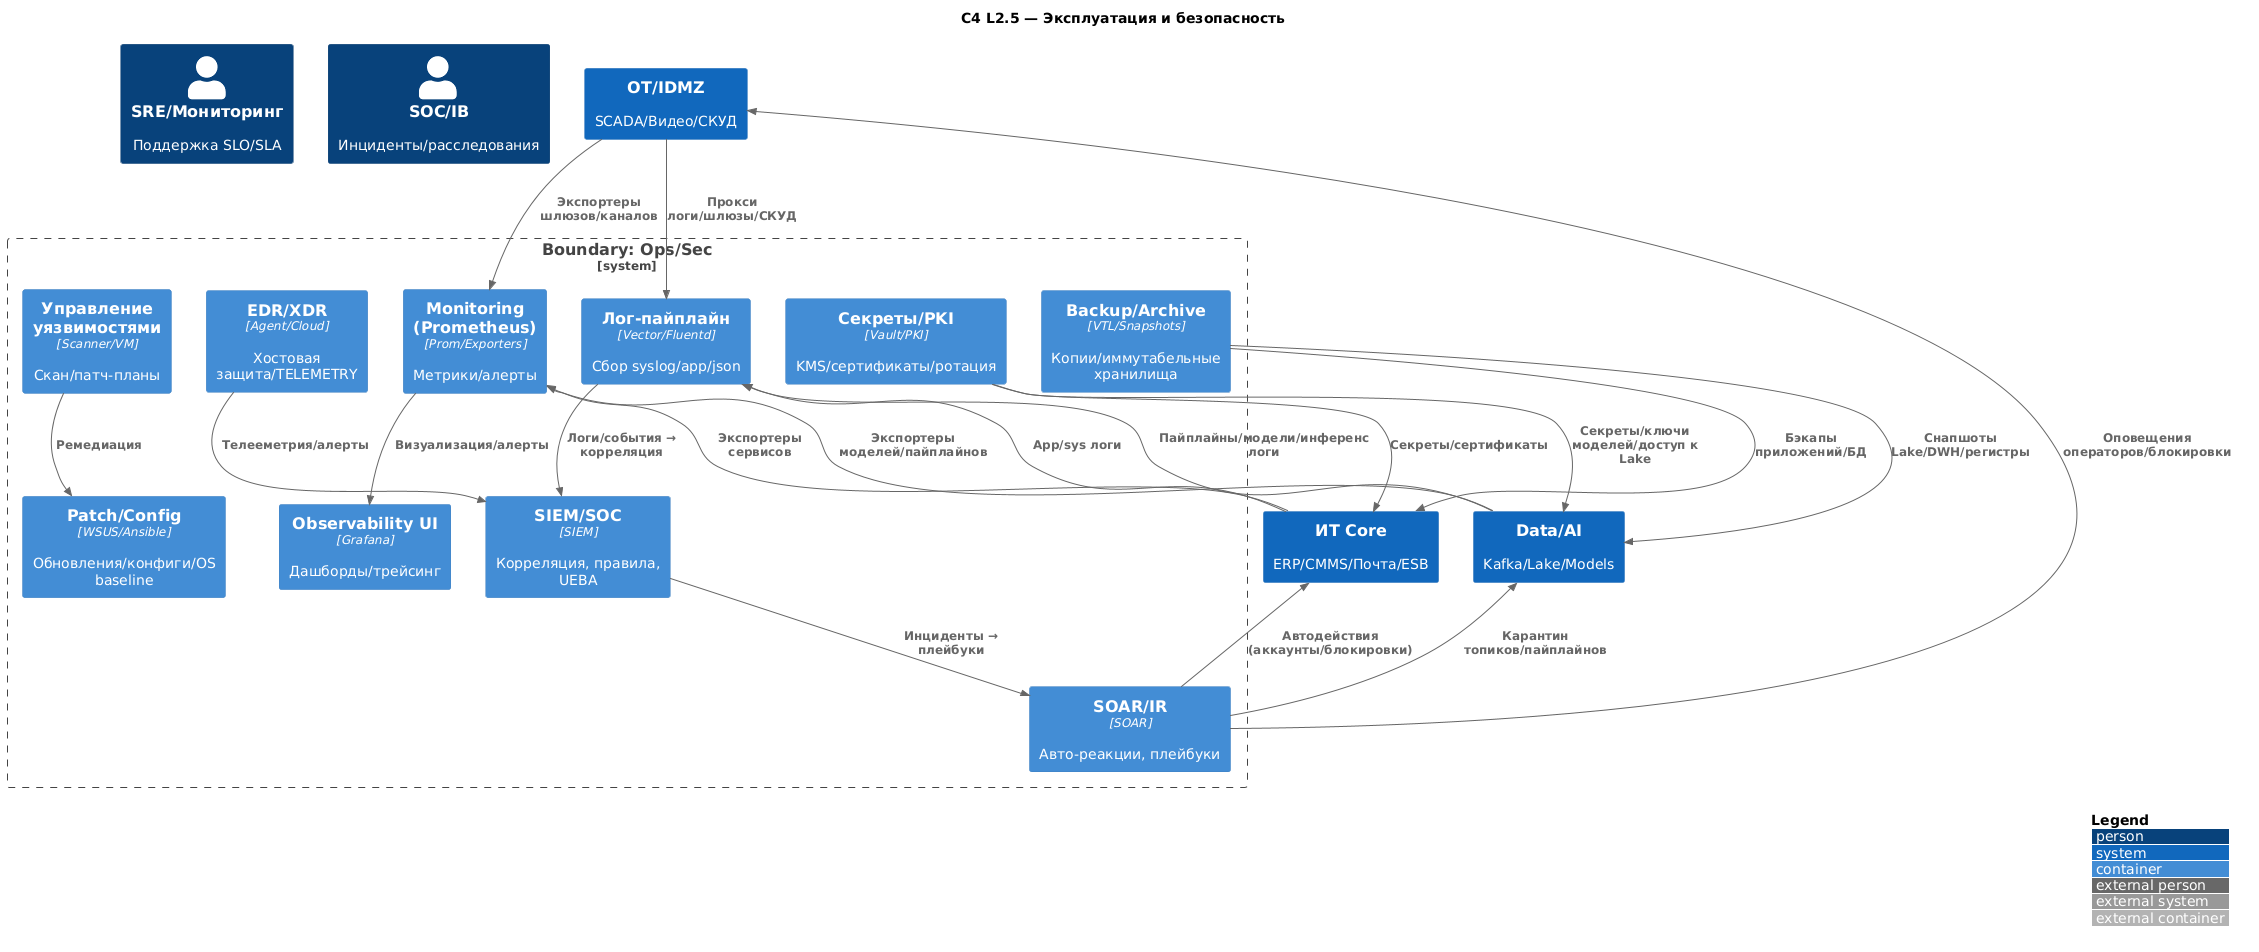 C4 L2.5 — Эксплуатация и безопасность
SRE/Мониторинг
Поддержка SLO/SLA
SOC/IB
Инциденты/расследования
OT/IDMZ
SCADA/Видео/СКУД
Экспортеры
шлюзов/каналов
Прокси
логи/шлюзы/СКУД
Boundary: Ops/Sec
[system]
Управление
уязвимостями
[Scanner/VM]
Скан/патч-планы
EDR/XDR
[Agent/Cloud]
Хостовая
защита/TELEMETRY
Monitoring
(Prometheus)
[Prom/Exporters]
Метрики/алерты
Лог-пайплайн
[Vector/Fluentd]
Сбор syslog/app/json
Секреты/PKI
[Vault/PKI]
KMS/сертификаты/ротация
Backup/Archive
[VTL/Snapshots]
Копии/иммутабельные
хранилища
Ремедиация
Телееметрия/алерты
Визуализация/алерты
Логи/события →
корреляция
Экспортеры
сервисов
Экспортеры
моделей/пайплайнов
App/sys логи
Пайплайны/модели/инференс
логи
Секреты/сертификаты
Секреты/ключи
моделей/доступ к
Lake
Бэкапы
приложений/БД
Снапшоты
Lake/DWH/регистры
Оповещения
операторов/блокировки
Patch/Config
[WSUS/Ansible]
Обновления/конфиги/OS
baseline
Observability UI
[Grafana]
Дашборды/трейсинг
SIEM/SOC
[SIEM]
Корреляция, правила,
UEBA
ИТ Core
ERP/CMMS/Почта/ESB
Data/AI
Kafka/Lake/Models
Инциденты →
плейбуки
Автодействия
(аккаунты/блокировки)
Карантин
топиков/пайплайнов
SOAR/IR
[SOAR]
Авто-реакции, плейбуки
Legend
person
system
container
external person
external system
external container